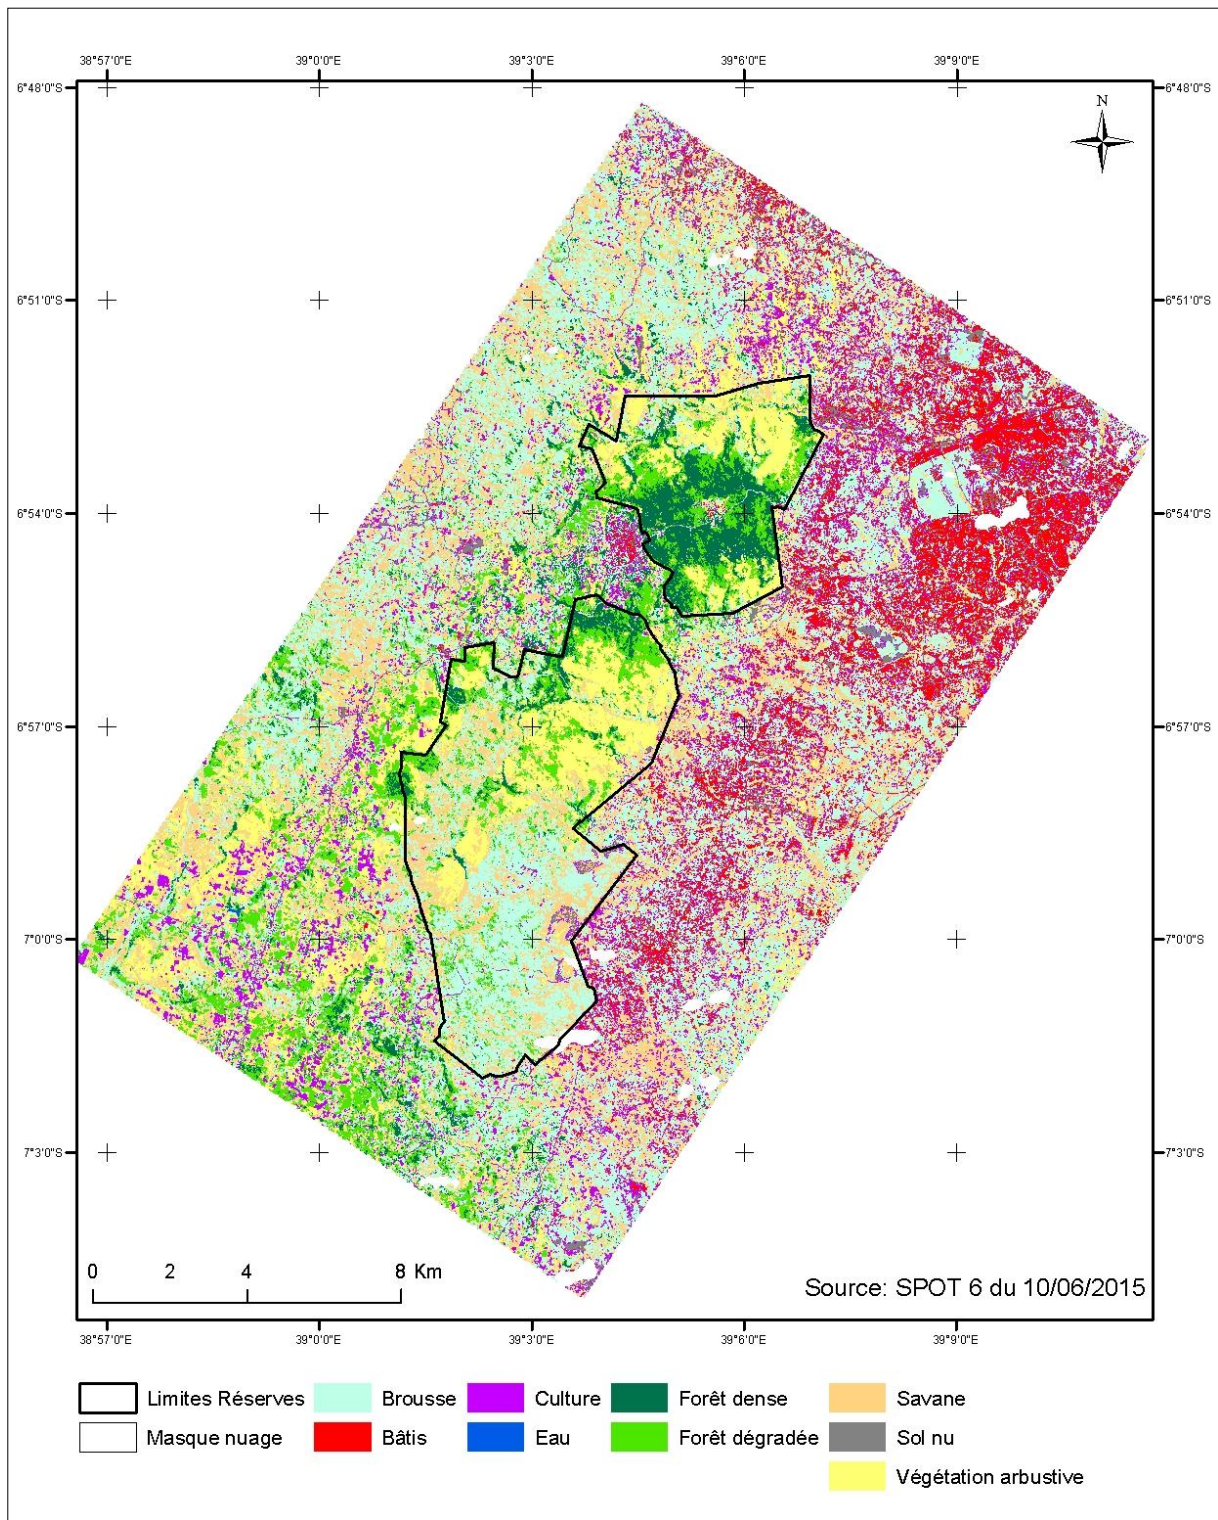 38°57'0"E 39°0'0"E 39°3'0"E 39°6'0"E 39°9'0"E
6°48'0"S 6°48'0"S
N
6°51'0"S 6°51'0"S
6°54'0"S 6°54'0"S
6°57'0"S 6°57'0"S
7°0'0"S 7°0'0"S
7°3'0"S 7°3'0"S
0 2 4 8 Km
Source: SPOT 6 du 10/06/2015
38°57'0"E 39°0'0"E 39°3'0"E 39°6'0"E 39°9'0"E
Limites Réserves Brousse Culture Forêt dense Savane
Masque nuage Bâtis Eau Forêt dégradée Sol nu
Végétation arbustive